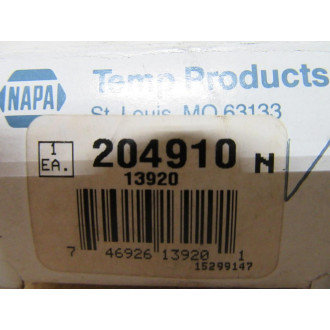 NAPA
Temp Products
St. Louis, MO 63133
1
EA.
204910 N
13920
7 46926 13920 1
15299147